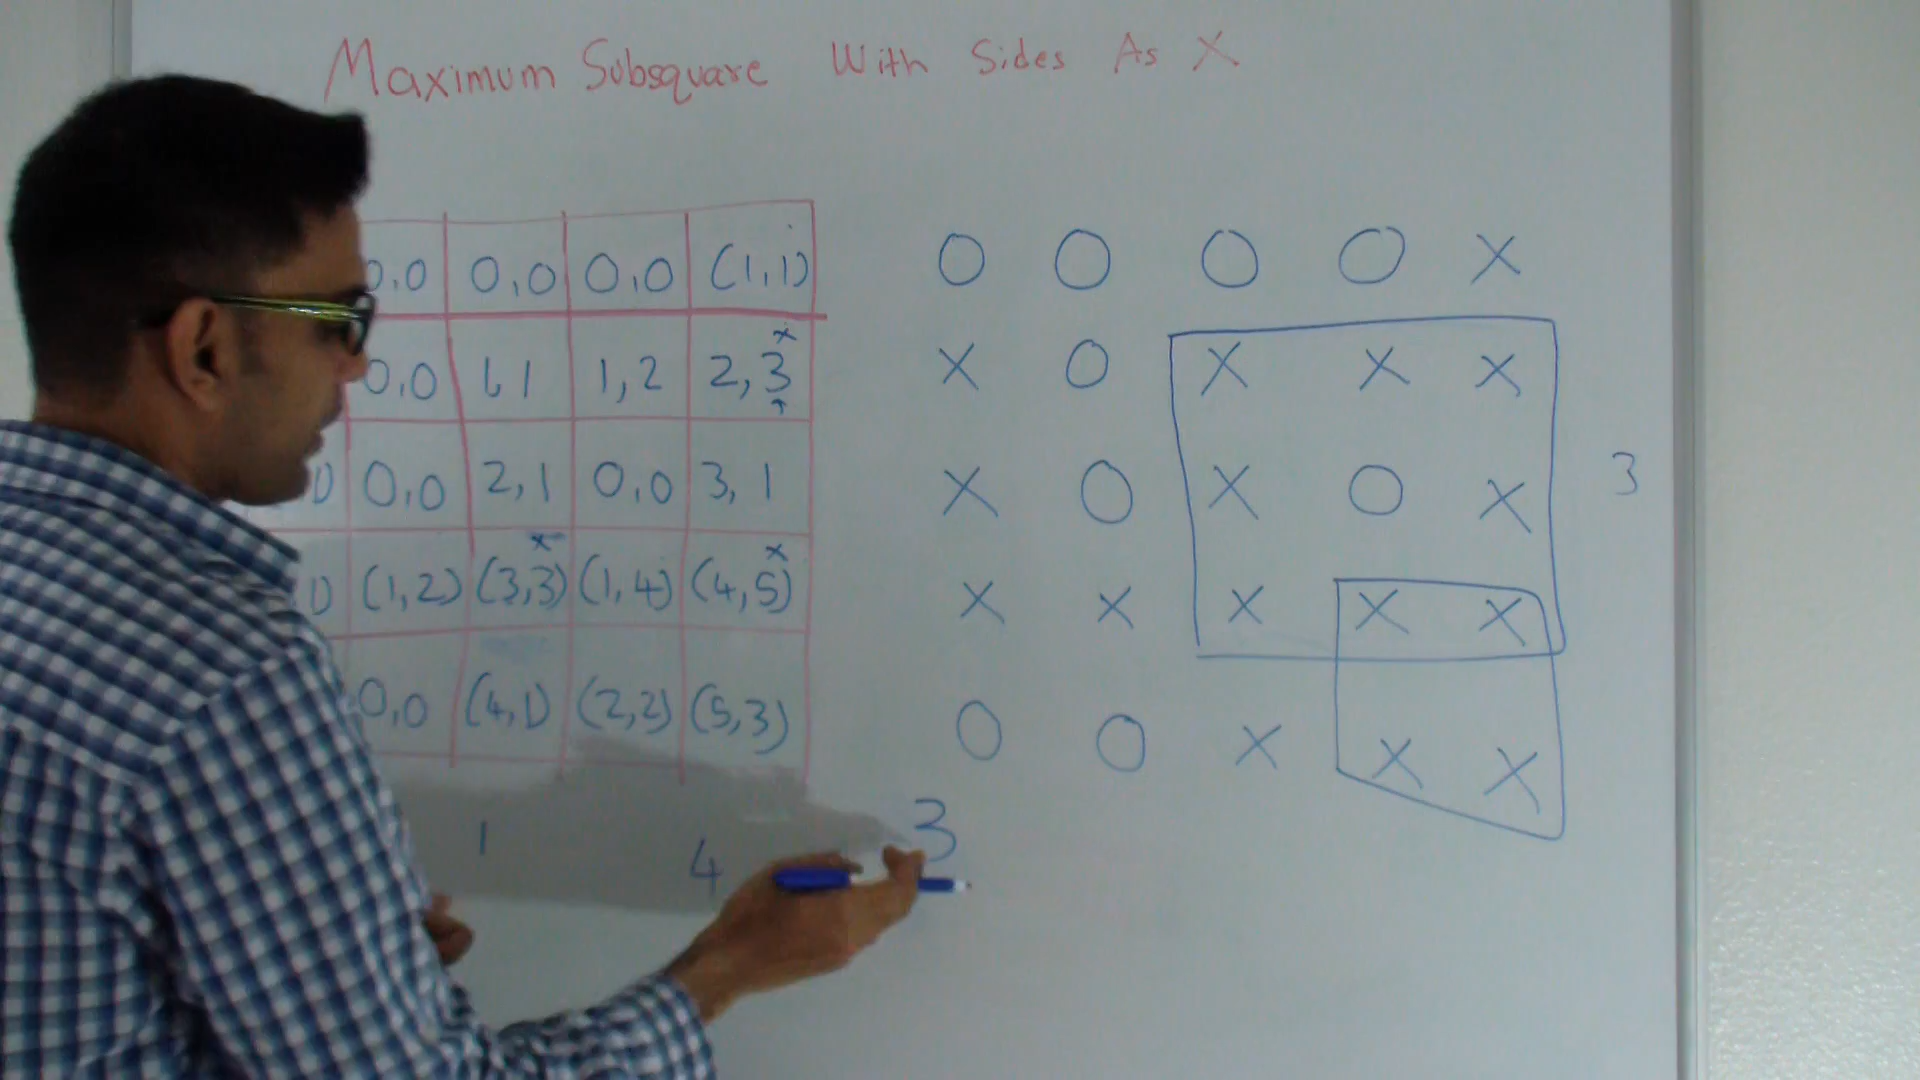 Maximum Subsquare With Sides As X
0,0 0,0 0,0 (1,1) O O O O X
0,0 1,1 1,2 2,3 X O X X X
0,0 2,1 0,0 3,1 X O X O X 3
(1,2) (3,3) (1,4) (4,5) X X X X X
0,0 (4,1) (2,2) (5,3) O O X X X
1 4 3